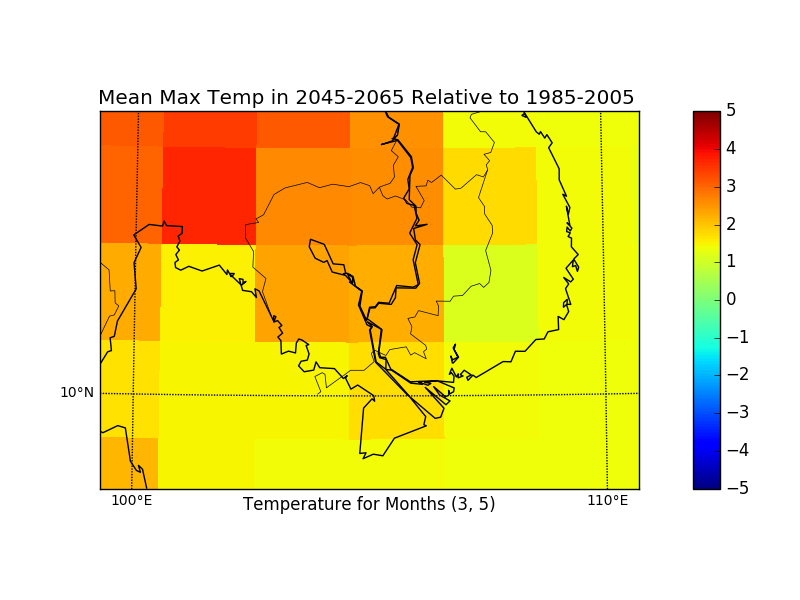 Mean Max Temp in 2045-2065 Relative to 1985-2005
5
4
3
2
1
0
−1
−2
−3
−4
−5
10°N
100°E
110°E
Temperature for Months (3, 5)